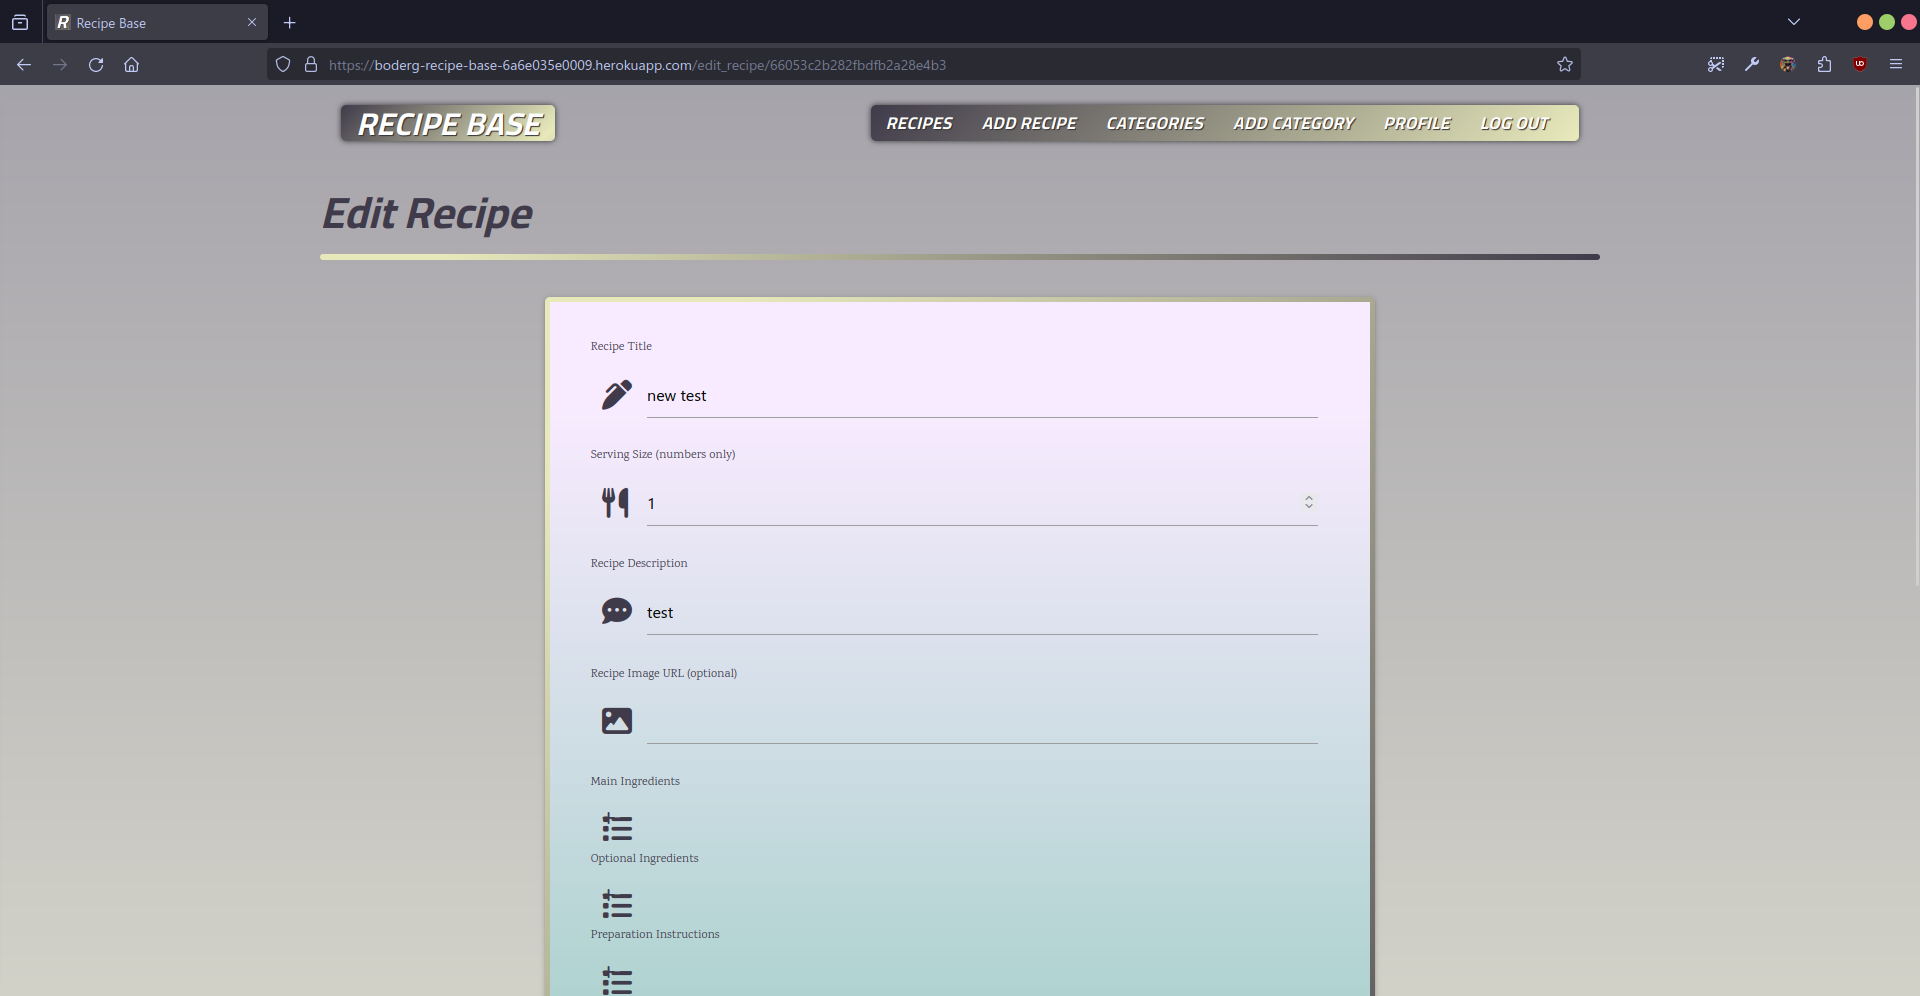 Recipe Base
https://boderg-recipe-base-6a6e035e0009.herokuapp.com/edit_recipe/66053c2b282fbdfb2a28e4b3
RECIPE BASE
RECIPES ADD RECIPE CATEGORIES ADD CATEGORY PROFILE LOG OUT
Edit Recipe
Recipe Title
new test
Serving Size (numbers only)
1
Recipe Description
test
Recipe Image URL (optional)
Main Ingredients
Optional Ingredients
Preparation Instructions